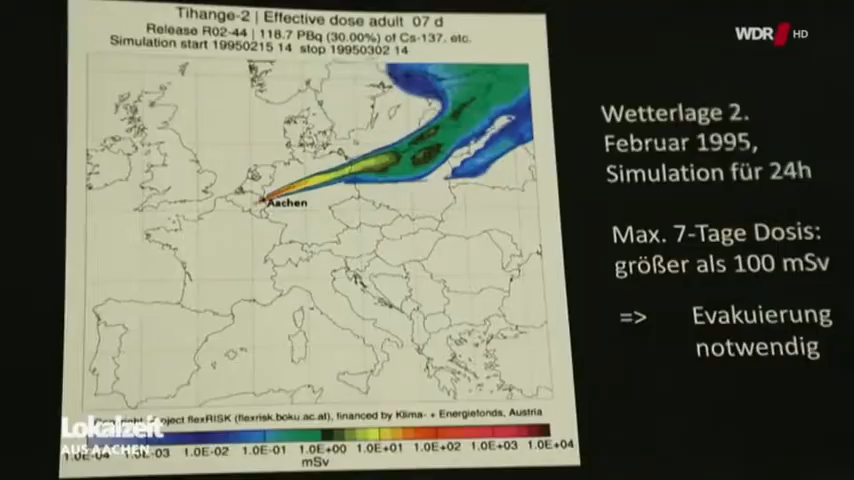 Tihange-2 | Effective dose adult 07 d
Release R02-44 | 118.7 PBq (30.00%) of Cs-137. etc.
Simulation start 19950215 14 stop 19950302 14
WDR HD
Wetterlage 2.
Februar 1995,
Simulation für 24h
Aachen
Max. 7-Tage Dosis:
größer als 100 mSv
=> Evakuierung
notwendig
flexRISK (flexrisk.boku.ac.at), financed by Klima- + Energiefonds, Austria
Lokalzeit
AUS AACHEN
1.0E-04 1.0E-03 1.0E-02 1.0E-01 1.0E+00 1.0E+01 1.0E+02 1.0E+03 1.0E+04
mSv